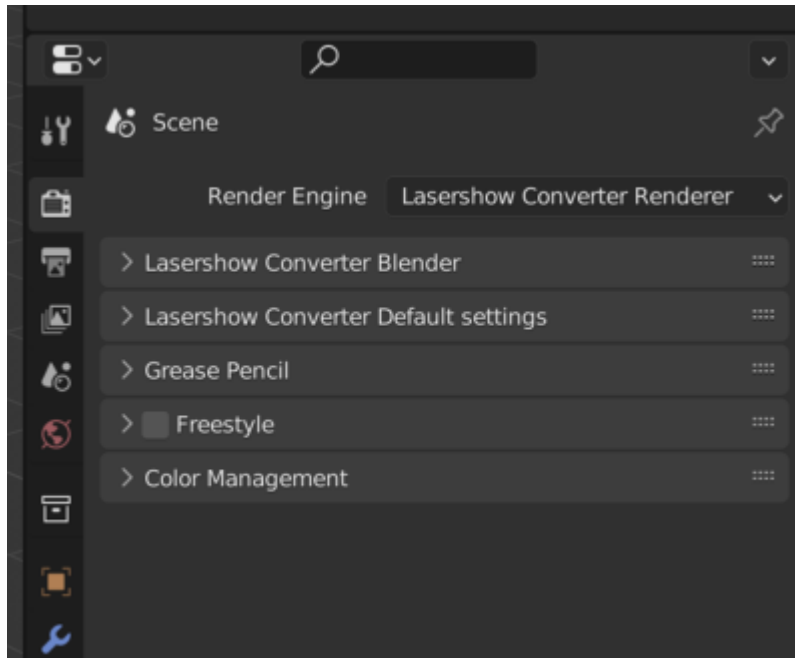 Scene
Render Engine Lasershow Converter Renderer
Lasershow Converter Blender
Lasershow Converter Default settings
Grease Pencil
Freestyle
Color Management